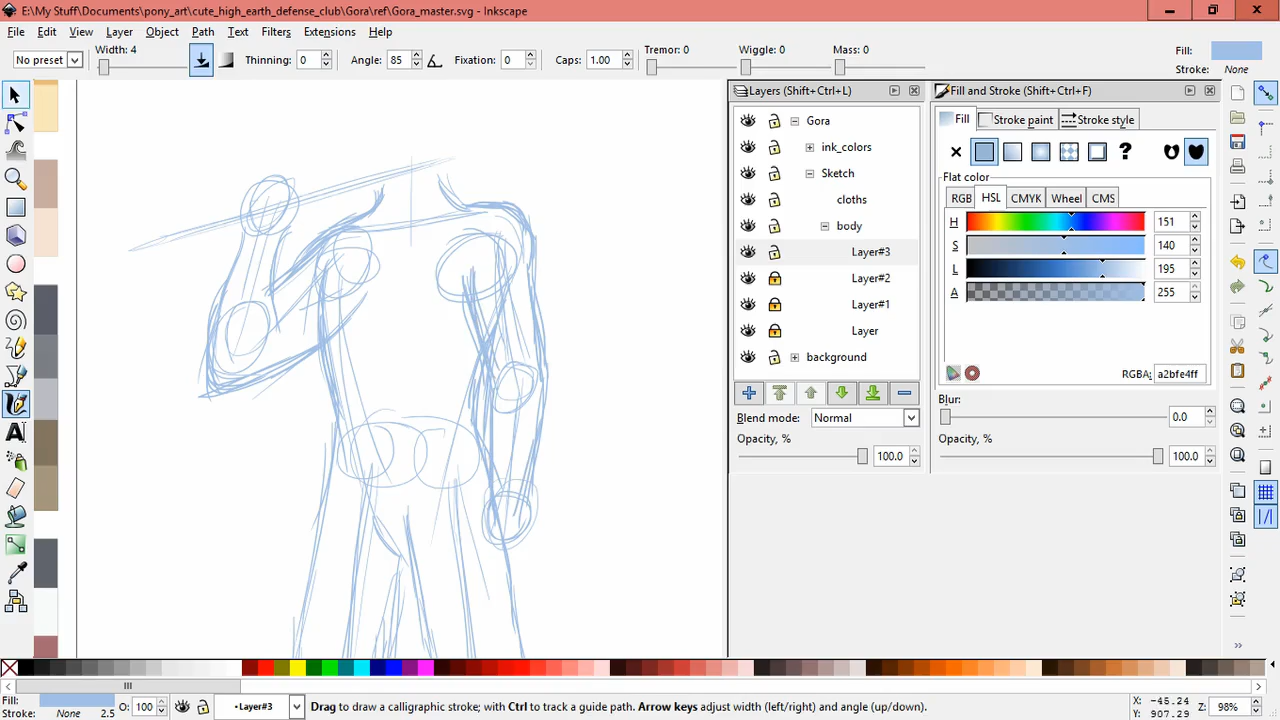 E:\My Stuff\Documents\pony_art\cute_high_earth_defense_club\Gora\ref\Gora_master.svg - Inkscape
File Edit View Layer Object Path Text Filters Extensions Help
No preset Width: 4 Thinning: 0 Angle: 85 Fixation: 0 Caps: 1.00 Tremor: 0 Wiggle: 0 Mass: 0 Fill:
Stroke: None
Layers (Shift+Ctrl+L) Fill and Stroke (Shift+Ctrl+F)
Gora Fill Stroke paint Stroke style
ink_colors
Sketch ?
Flat color
cloths RGB HSL CMYK Wheel CMS
body H 151
Layer#3 S 140
Layer#2 L 195
Layer#1 A 255
Layer
background
RGBA: a2bfe4ff
Blur:
Blend mode: Normal 0.0
Opacity, % Opacity, %
100.0 100.0
A
Fill: O: 100 •Layer#3 Drag to draw a calligraphic stroke; with Ctrl to track a guide path. Arrow keys adjust width (left/right) and angle (up/down). X: -45.24 Z: 98%
Stroke: None 2.5 Y: 907.29